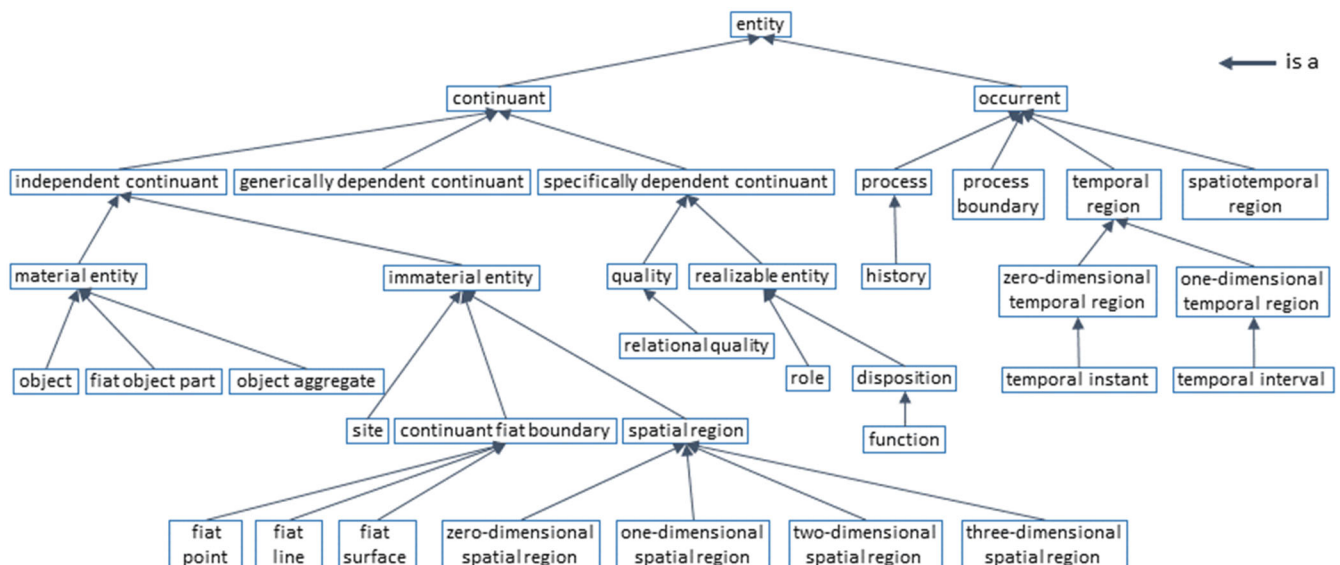 entity
is a
continuant
occurrent
independent continuant
generically dependent continuant
specifically dependent continuant
process
process
boundary
temporal
region
spatiotemporal
region
material entity
immaterial entity
quality
realizable entity
history
zero-dimensional
temporal region
one-dimensional
temporal region
relational quality
object
fiat object part
object aggregate
role
disposition
temporal instant
temporal interval
site
continuant fiat boundary
spatial region
function
fiat
point
fiat
line
fiat
surface
zero-dimensional
spatial region
one-dimensional
spatial region
two-dimensional
spatial region
three-dimensional
spatial region